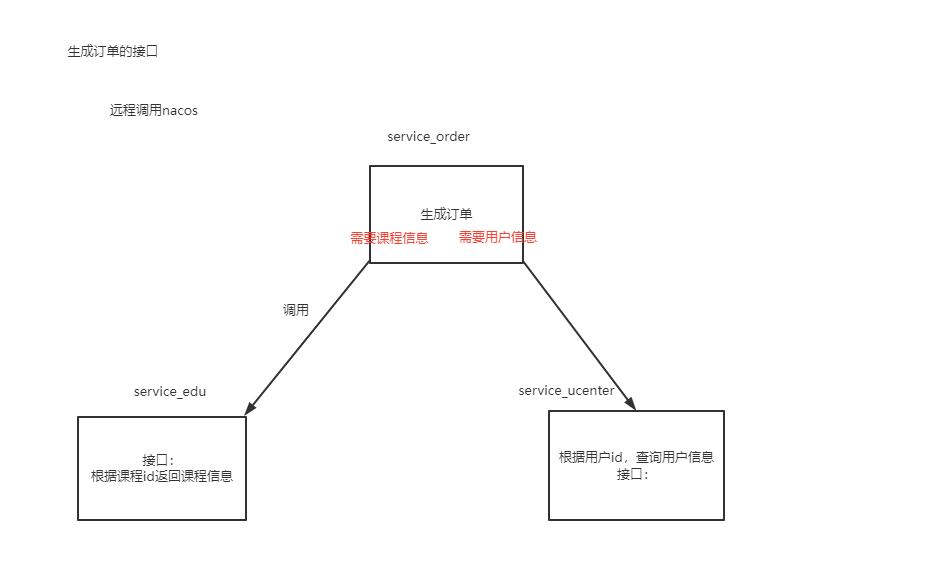 生成订单的接口
远程调用nacos
service_order
生成订单
需要课程信息
需要用户信息
调用
service_edu
service_ucenter
接口：
根据课程id返回课程信息
根据用户id，查询用户信息
接口：